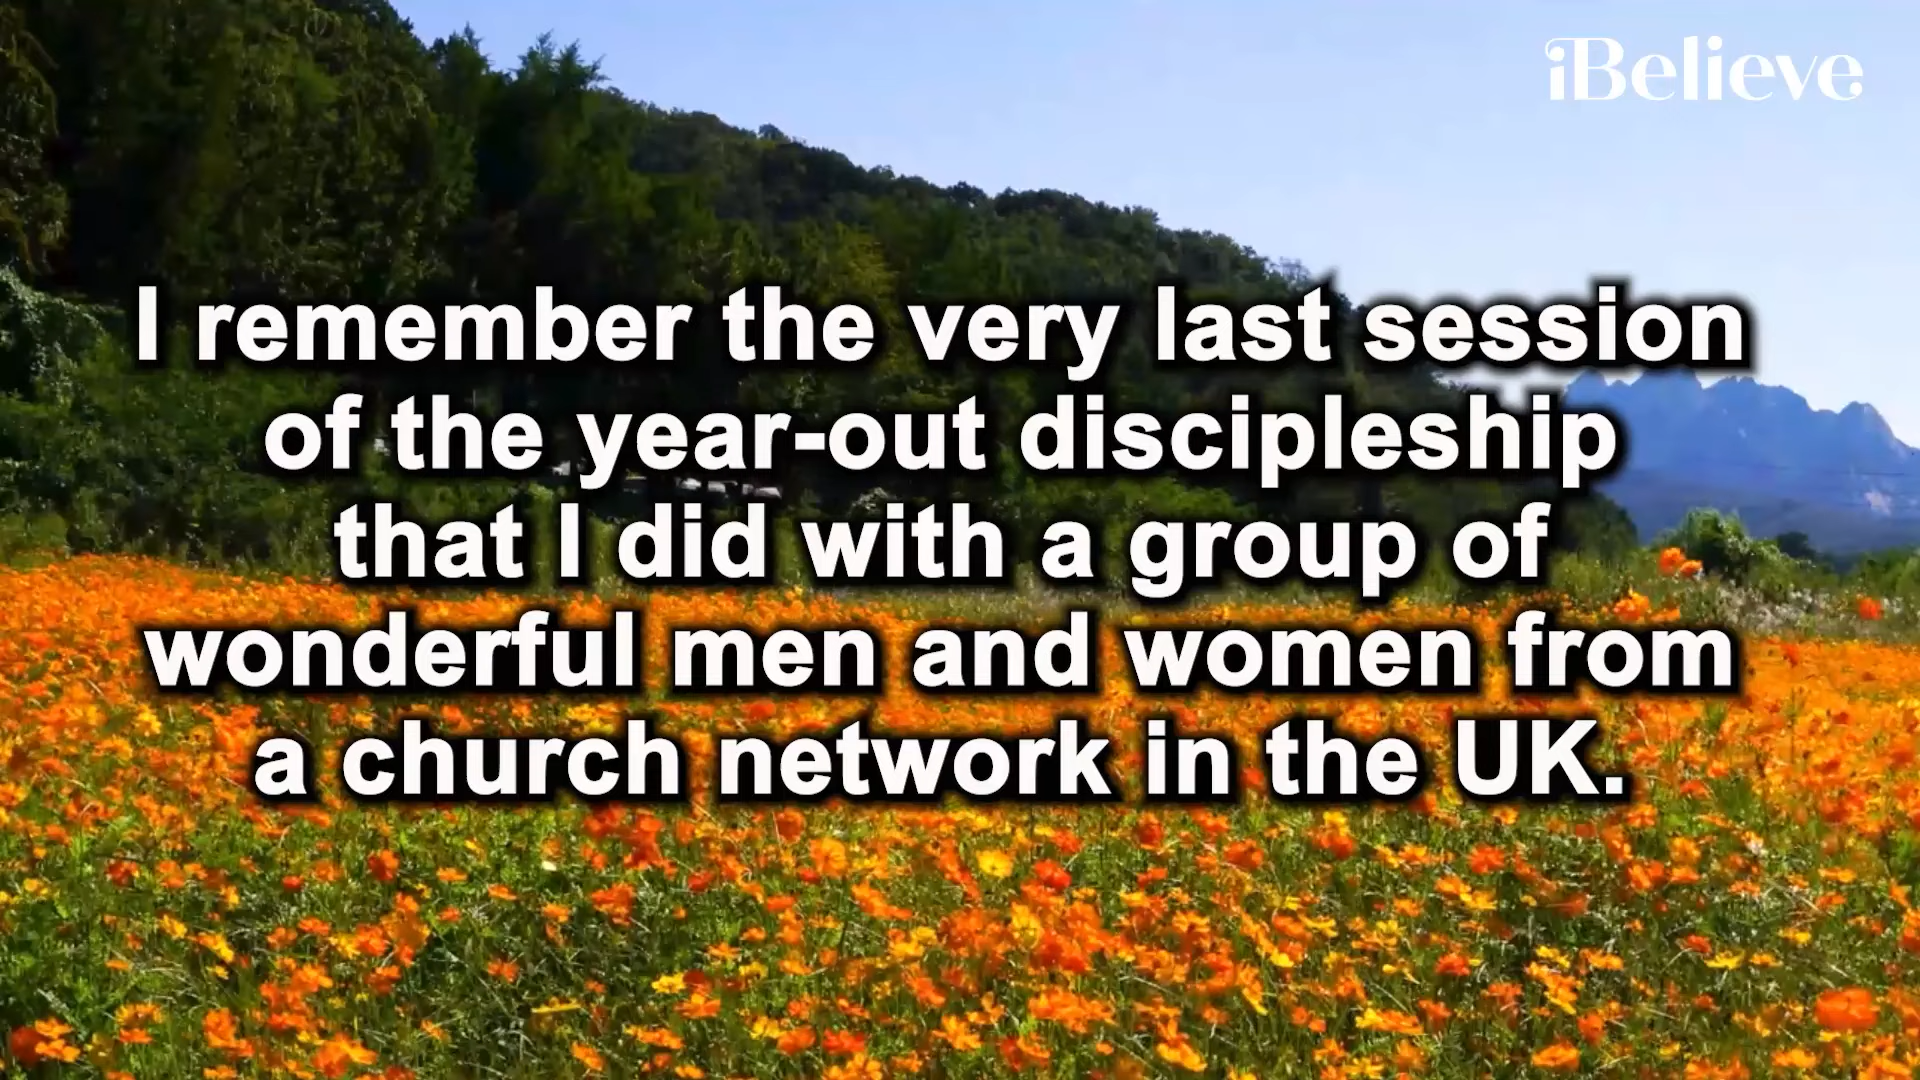 iBelieve
I remember the very last session
of the year-out discipleship
that I did with a group of
wonderful men and women from
a church network in the UK.